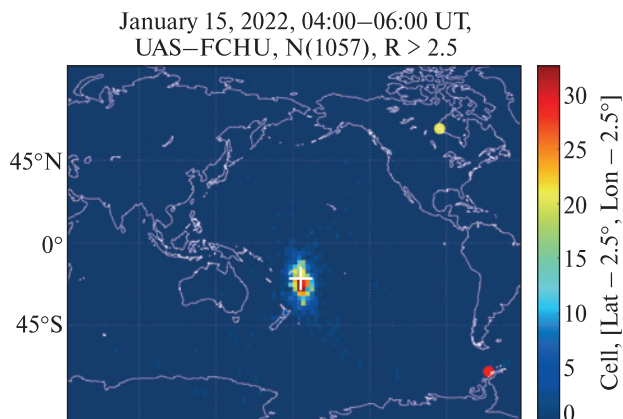 January 15, 2022, 04:00–06:00 UT,
UAS–FCHU, N(1057), R > 2.5
45°N
0°
45°S
30
25
20
15
10
5
0
Cell, [Lat – 2.5°, Lon – 2.5°]